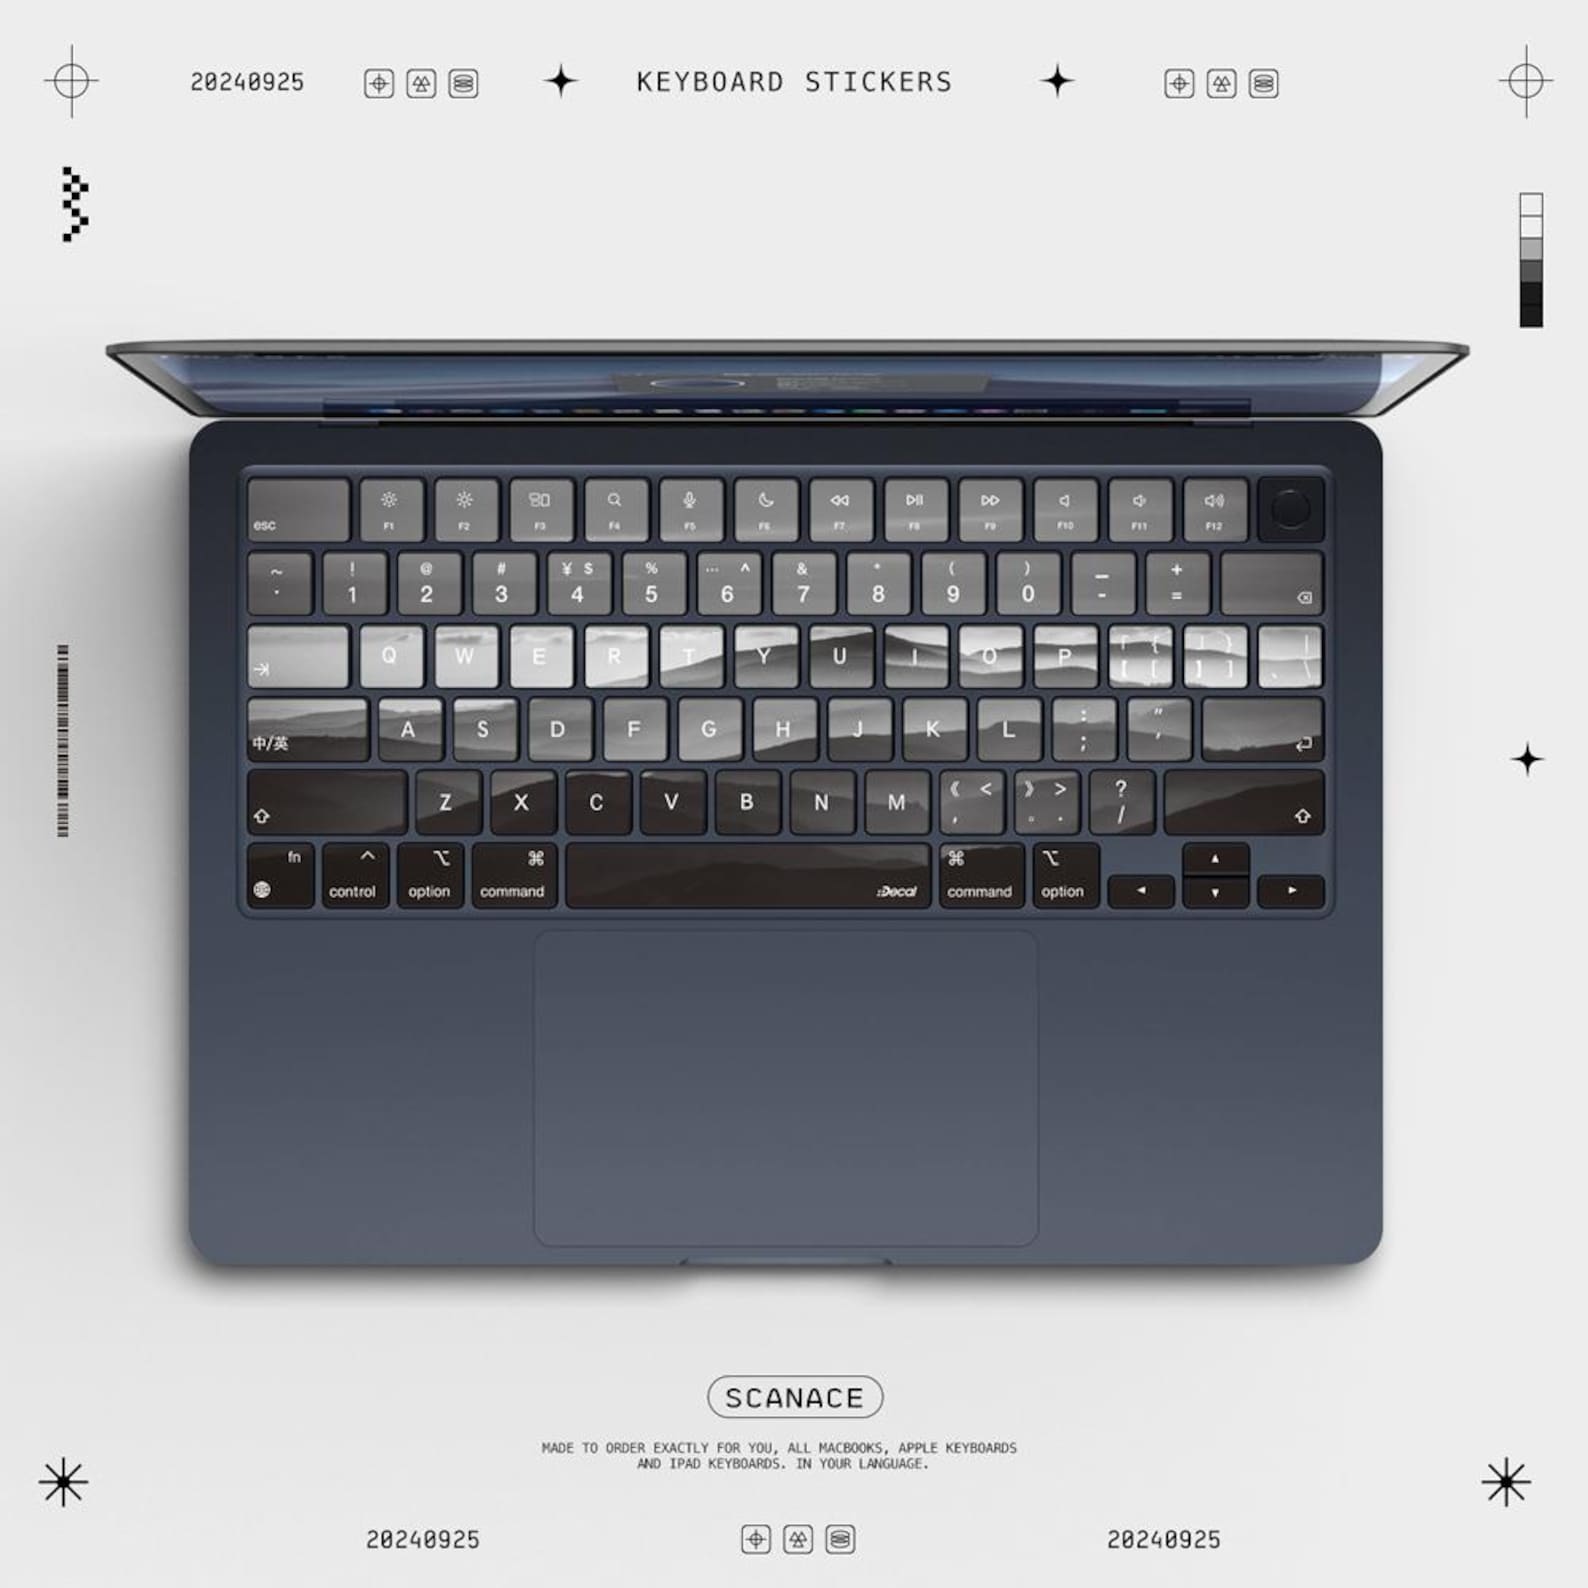 20240925 KEYBOARD STICKERS
esc F1 F2 F3 F4 F5 F6 F7 F8 F9 F10 F11 F12
~ ! @ # ¥ $ % … ^ & * ( ) — +
· 1 2 3 4 5 6 7 8 9 0 - =
Q W E R T Y U I O P 「 { 」 } |
【 [ 】 ] 、 \
A S D F G H J K L : "
中/英 ; '
Z X C V B N M 《 < 》 > ?
, 。 . /
fn ^ ⌥ ⌘ ⌘ ⌥ ▲
control option command :Decal command option ◀ ▼ ▶
SCANACE
MADE TO ORDER EXACTLY FOR YOU, ALL MACBOOKS, APPLE KEYBOARDS
AND IPAD KEYBOARDS. IN YOUR LANGUAGE.
20240925 20240925